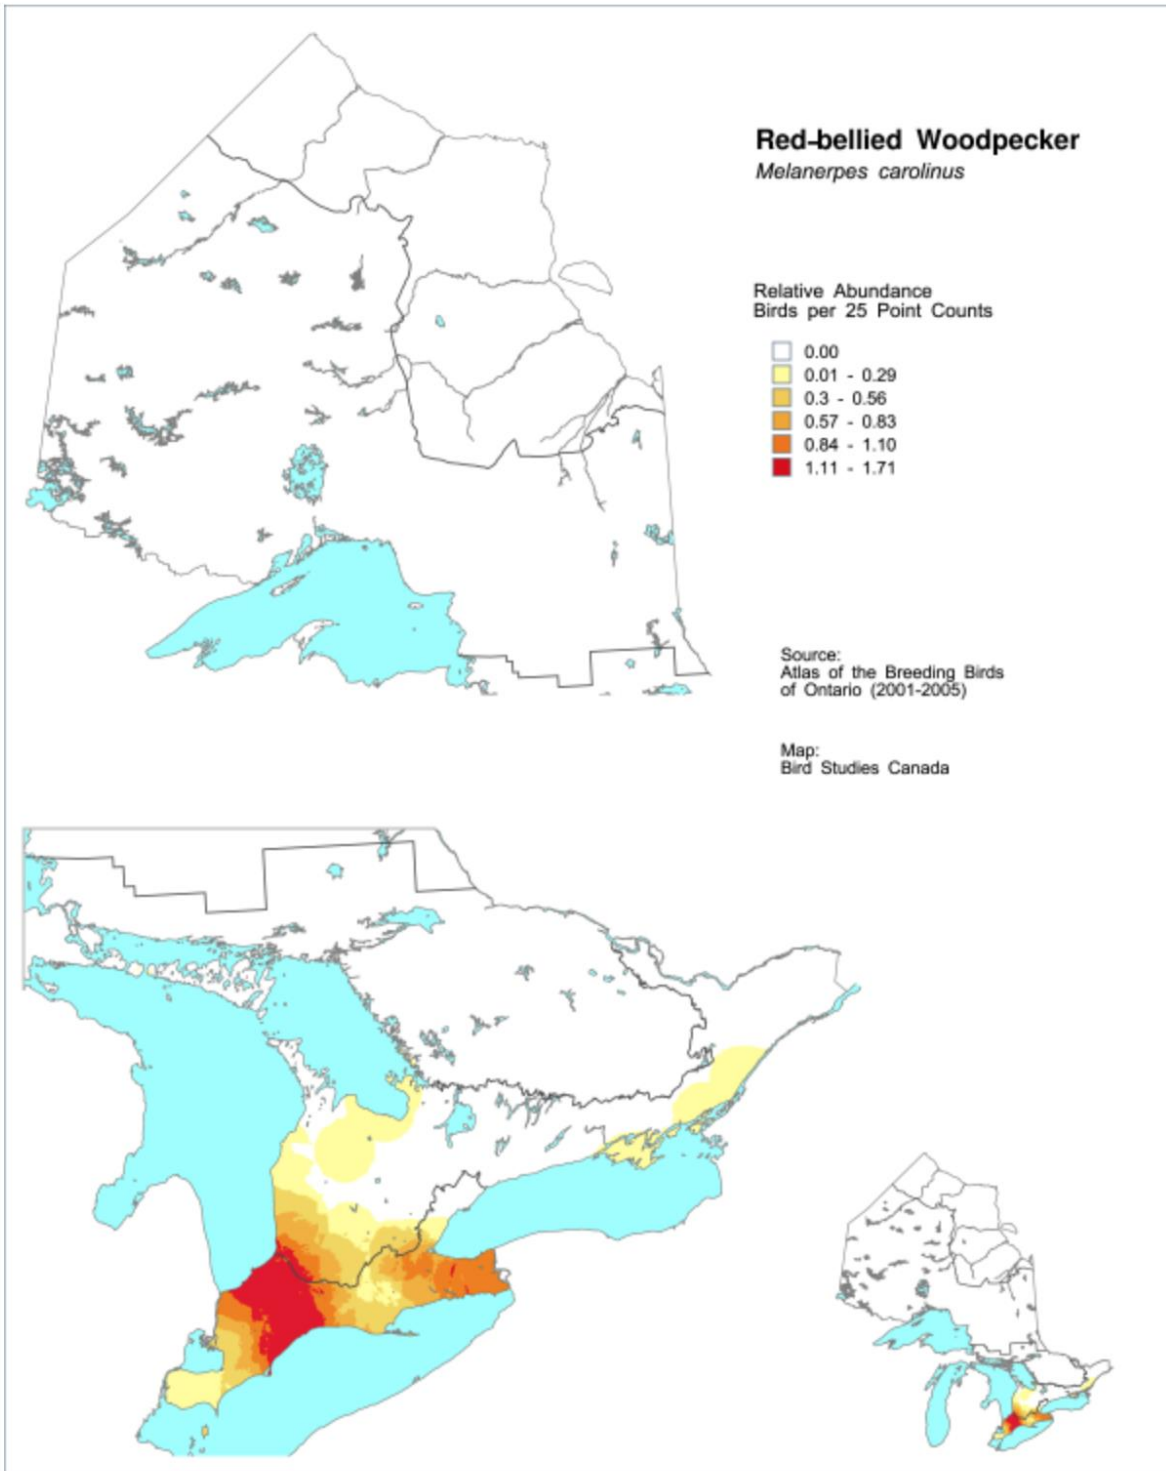 Red-bellied Woodpecker
Melanerpes carolinus
Relative Abundance
Birds per 25 Point Counts
0.00
0.01 - 0.29
0.3 - 0.56
0.57 - 0.83
0.84 - 1.10
1.11 - 1.71
Source:
Atlas of the Breeding Birds
of Ontario (2001-2005)
Map:
Bird Studies Canada